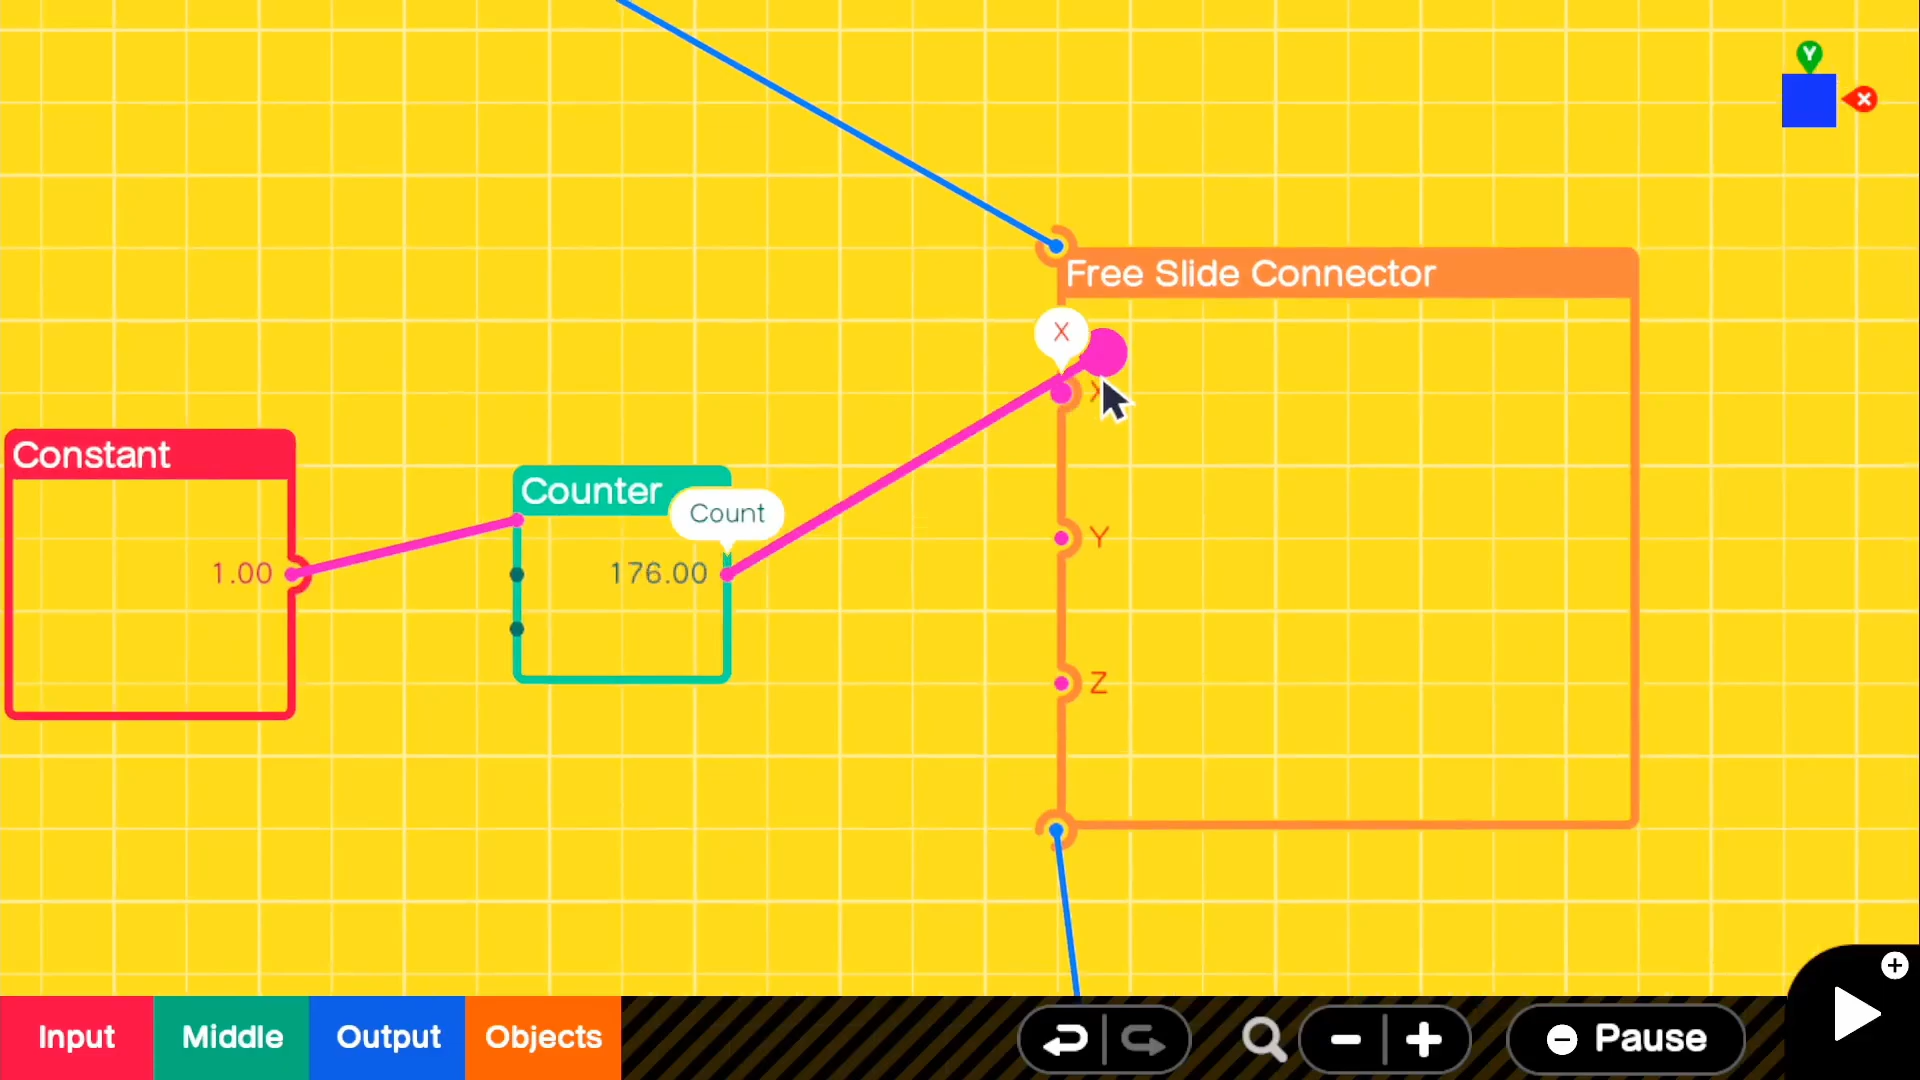 Y
X
Free Slide Connector
X
X
Constant
Counter
Count
1.00
176.00
Y
Z
Input
Middle
Output
Objects
Pause